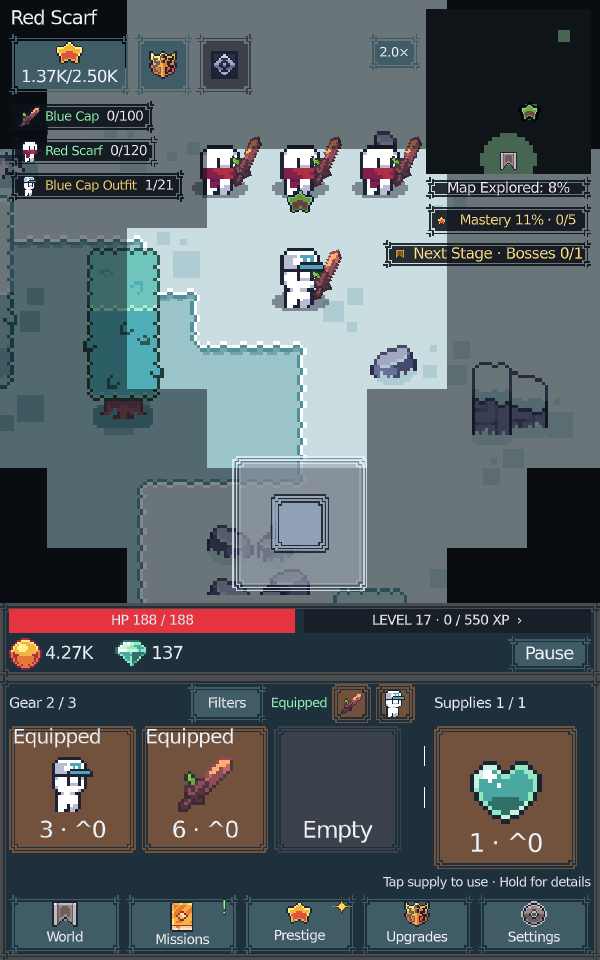 Red Scarf
1.37K/2.50K
2.0×
Blue Cap 0/100
Red Scarf 0/120
Blue Cap Outfit 1/21
Map Explored: 8%
Mastery 11% · 0/5
Next Stage · Bosses 0/1
HP 188 / 188
LEVEL 17 · 0 / 550 XP ›
4.27K
137
Pause
Gear 2 / 3
Filters
Equipped
Supplies 1 / 1
Equipped
3 · ^0
Equipped
6 · ^0
Empty
1 · ^0
Tap supply to use · Hold for details
World
Missions
!
Prestige
Upgrades
Settings